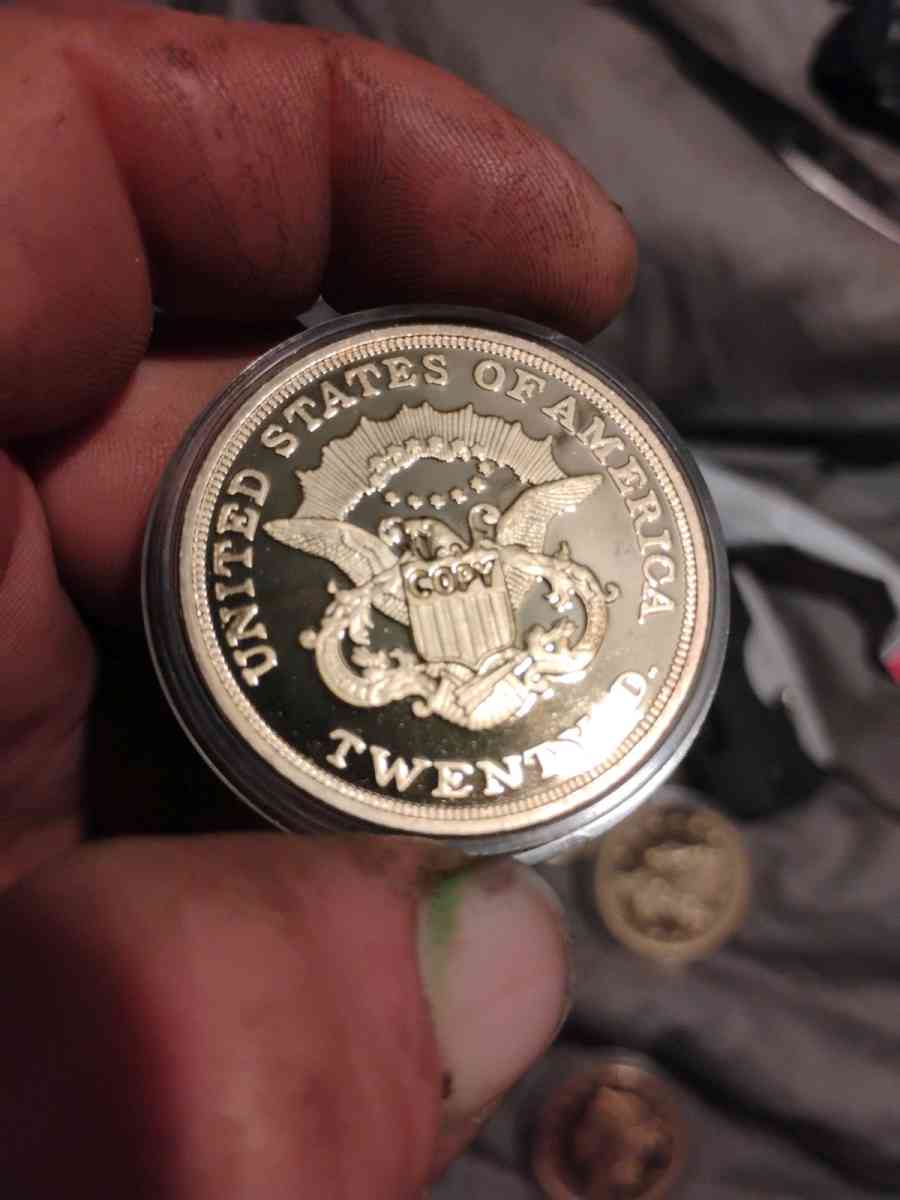 UNITED STATES OF AMERICA
COPY
TWENTY D.